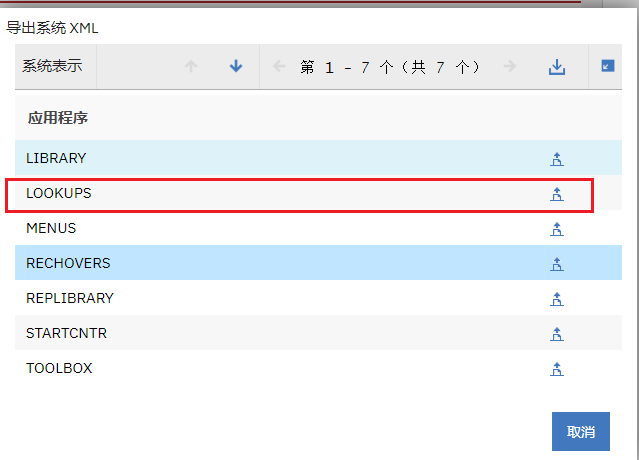 导出系统 XML
系统表示 第 1 - 7 个（共 7 个）
应用程序
LIBRARY
LOOKUPS
MENUS
RECHOVERS
REPLIBRARY
STARTCNTR
TOOLBOX
取消